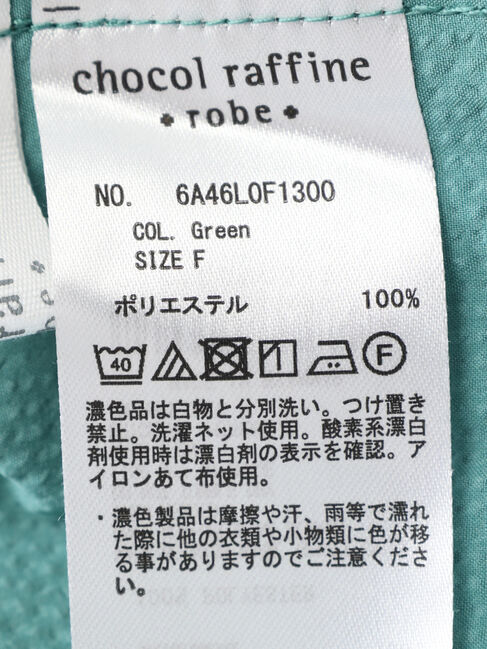 chocol raffine
robe
NO. 6A46L0F1300
COL. Green
SIZE F
ポリエステル 100%
40 F
濃色品は白物と分別洗い。つけ置き
禁止。洗濯ネット使用。酸素系漂白
剤使用時は漂白剤の表示を確認。ア
イロンあて布使用。
・濃色製品は摩擦や汗、雨等で濡れ
た際に他の衣類や小物類に色が移
る事がありますのでご注意くださ
い。